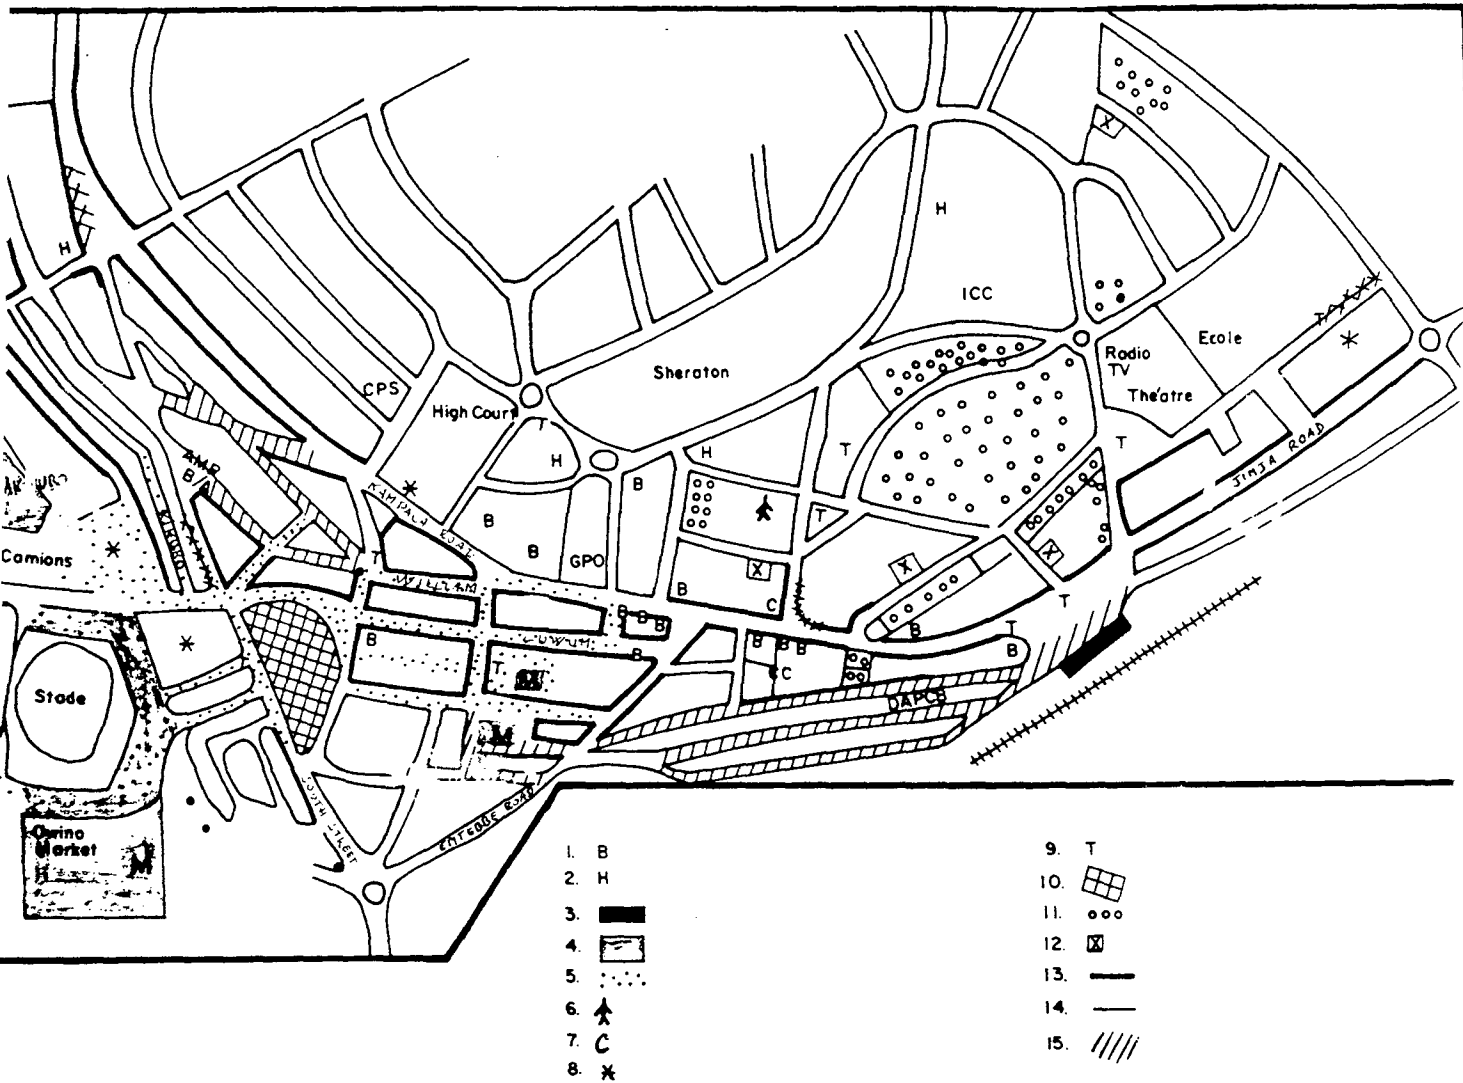 H
H
ICC
Radio
TV
Ecole
Théatre
Sheraton
CPS
High Court
T
H
H
T
T
JINJA ROAD
AMB
B/A
KAMPALA ROAD
B
B
B
GPO
T
Camions
WILLIAM
LUWUM
B
B
B
B
B
B
C
T
T
B
B
B
B
B
C
T
Stade
M
M
DAPCB
Owino
Market
H
M
SOUTH STREET
ENTEBBE ROAD
1. B
2. H
3.
4.
5.
6.
7. C
8.
9. T
10.
11. ooo
12. X
13.
14.
15.